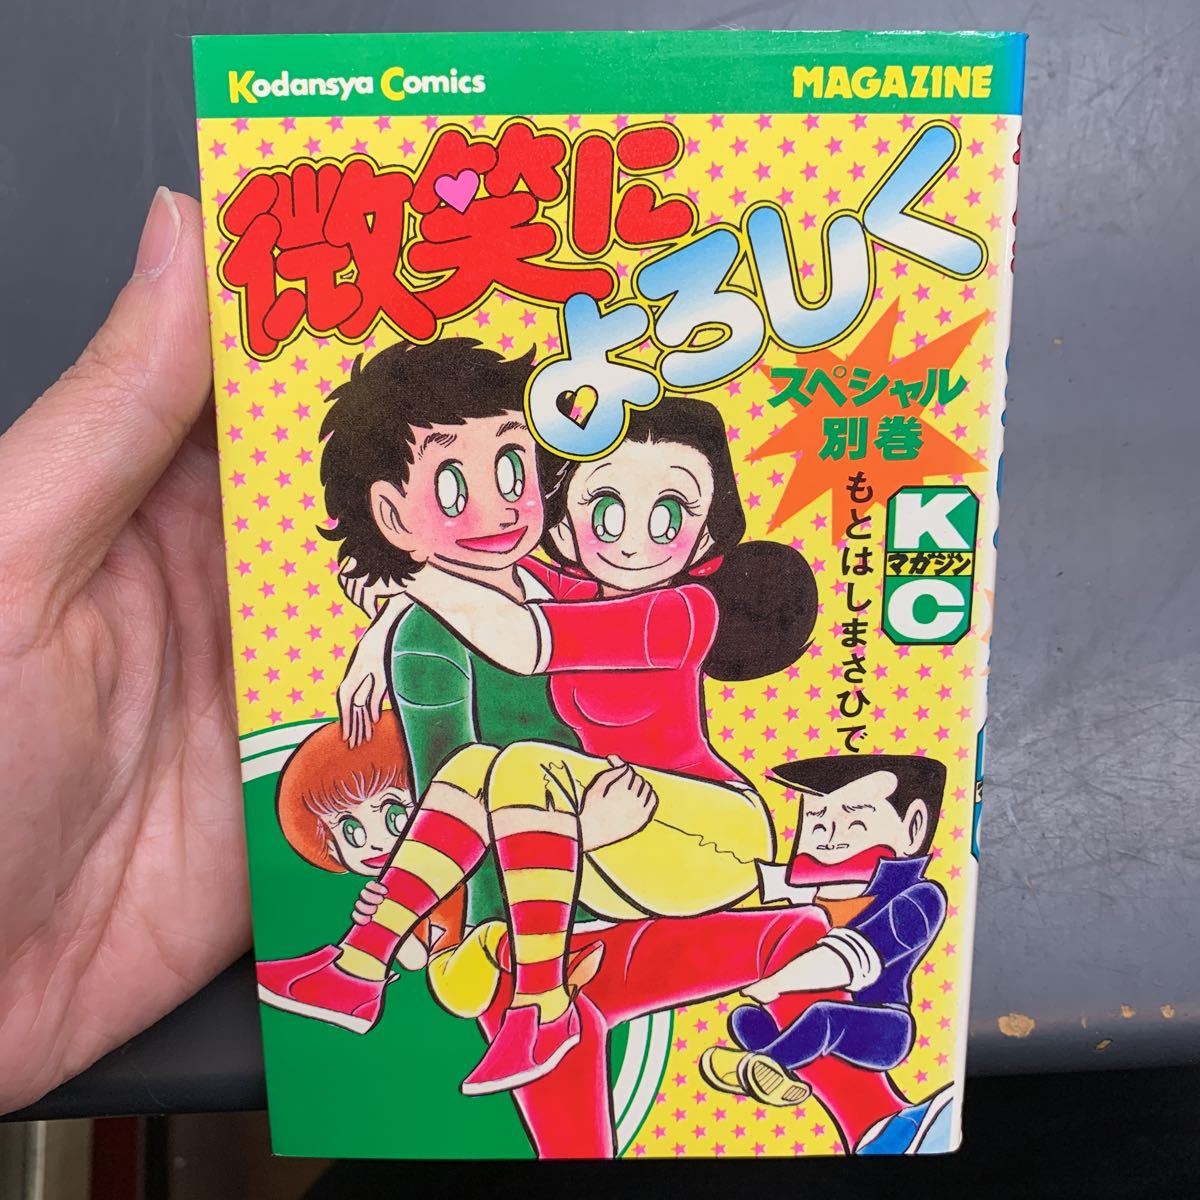 Kodansya Comics
MAGAZINE
微笑に
よろしく
スペシャル
別巻
もとはしまさひで
K
マガジン
C